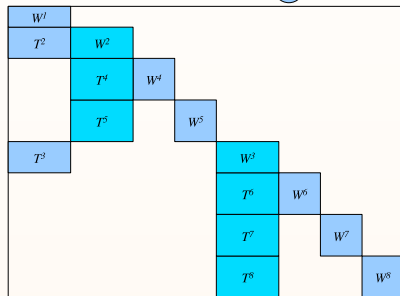 W¹
T² W²
T⁴ W⁴
T⁵ W⁵
T³ W³
T⁶ W⁶
T⁷ W⁷
T⁸ W⁸